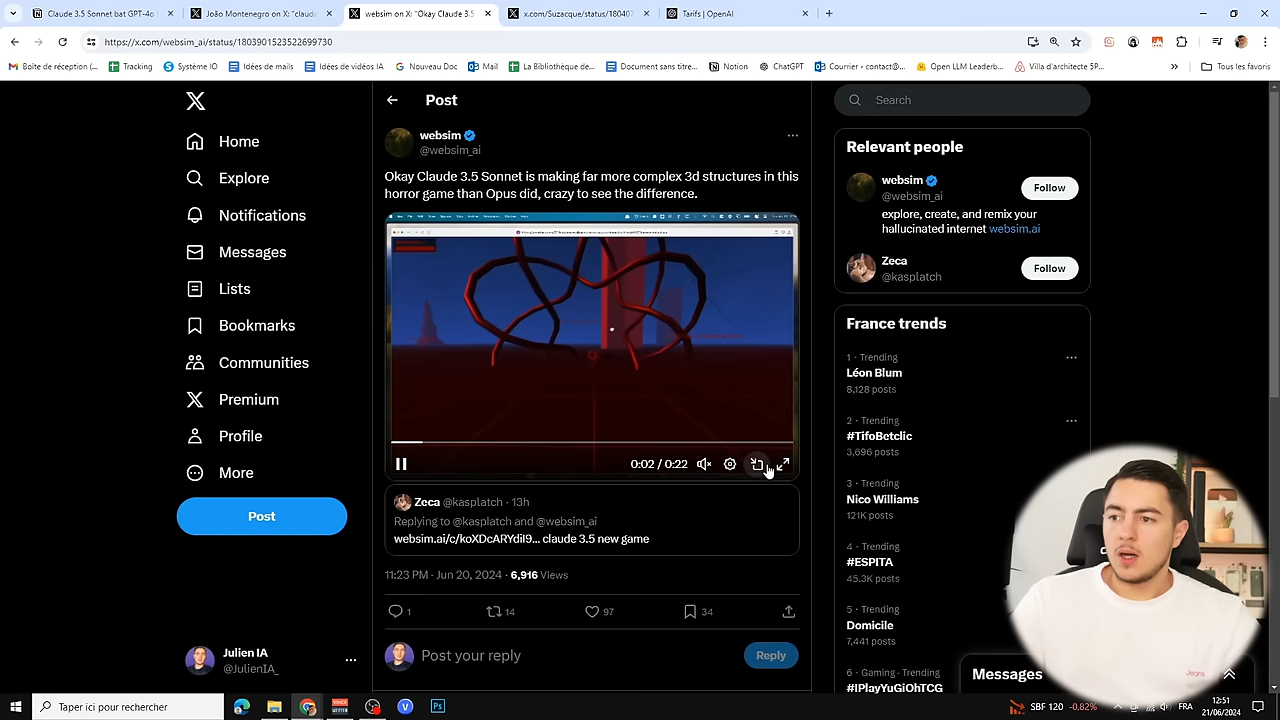 Claude 3.5 Sonnet bat GPT-4o
João Montenegro on X: "claude
websim on X: "Okay Claude 3.5
x.com/Suzacque/status/180407
Tarifs | OpenAI
https://x.com/websim_ai/status/1803901523522699730
Boîte de réception (...
Tracking
Système IO
Idées de mails
Idées de vidéos IA
Nouveau Doc
Mail
La Bibliothèque de...
Document sans titre...
Notion
ChatGPT
Courrier • contact@...
Open LLM Leaderb...
Villa d'architecte 5P...
Tous les favoris
Home
Explore
Notifications
Messages
Lists
Bookmarks
Communities
Premium
Profile
More
Post
Julien IA
@JulienIA_
Post
websim
@websim_ai
Okay Claude 3.5 Sonnet is making far more complex 3d structures in this
horror game than Opus did, crazy to see the difference.
0:02 / 0:22
Zeca @kasplatch · 13h
Replying to @kasplatch and @websim_ai
websim.ai/c/koXDcARYdiI9... claude 3.5 new game
11:23 PM · Jun 20, 2024 · 6,916 Views
1
14
97
34
Post your reply
Reply
Search
Relevant people
websim
@websim_ai
Follow
explore, create, and remix your
hallucinated internet websim.ai
Zeca
@kasplatch
Follow
France trends
1 · Trending
Léon Blum
8,128 posts
2 · Trending
#TifoBetclic
3,696 posts
3 · Trending
Nico Williams
121K posts
4 · Trending
#ESPITA
45.3K posts
5 · Trending
Domicile
7,441 posts
6 · Gaming · Trending
#IPlayYuGiOhTCG
Messages
Jeans
Taper ici pour rechercher
SBF 120 -0,82%
FRA
12:51
21/06/2024